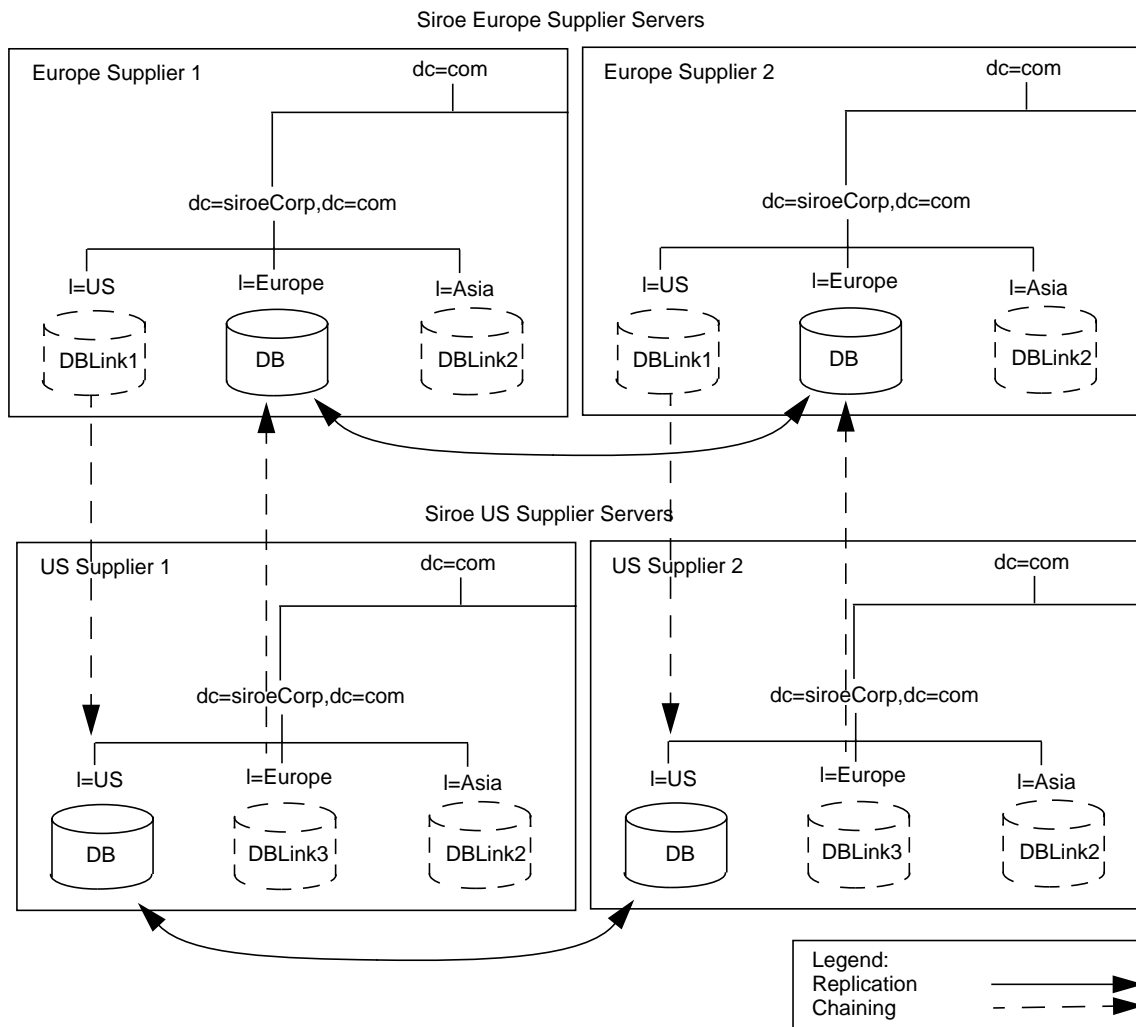 Siroe Europe Supplier Servers
Europe Supplier 1
dc=com
dc=siroeCorp,dc=com
l=US
l=Europe
l=Asia
DBLink1
DB
DBLink2
Europe Supplier 2
dc=com
dc=siroeCorp,dc=com
l=US
l=Europe
l=Asia
DBLink1
DB
DBLink2
Siroe US Supplier Servers
US Supplier 1
dc=com
dc=siroeCorp,dc=com
l=US
l=Europe
l=Asia
DB
DBLink3
DBLink2
US Supplier 2
dc=com
dc=siroeCorp,dc=com
l=US
l=Europe
l=Asia
DB
DBLink3
DBLink2
Legend:
Replication
Chaining